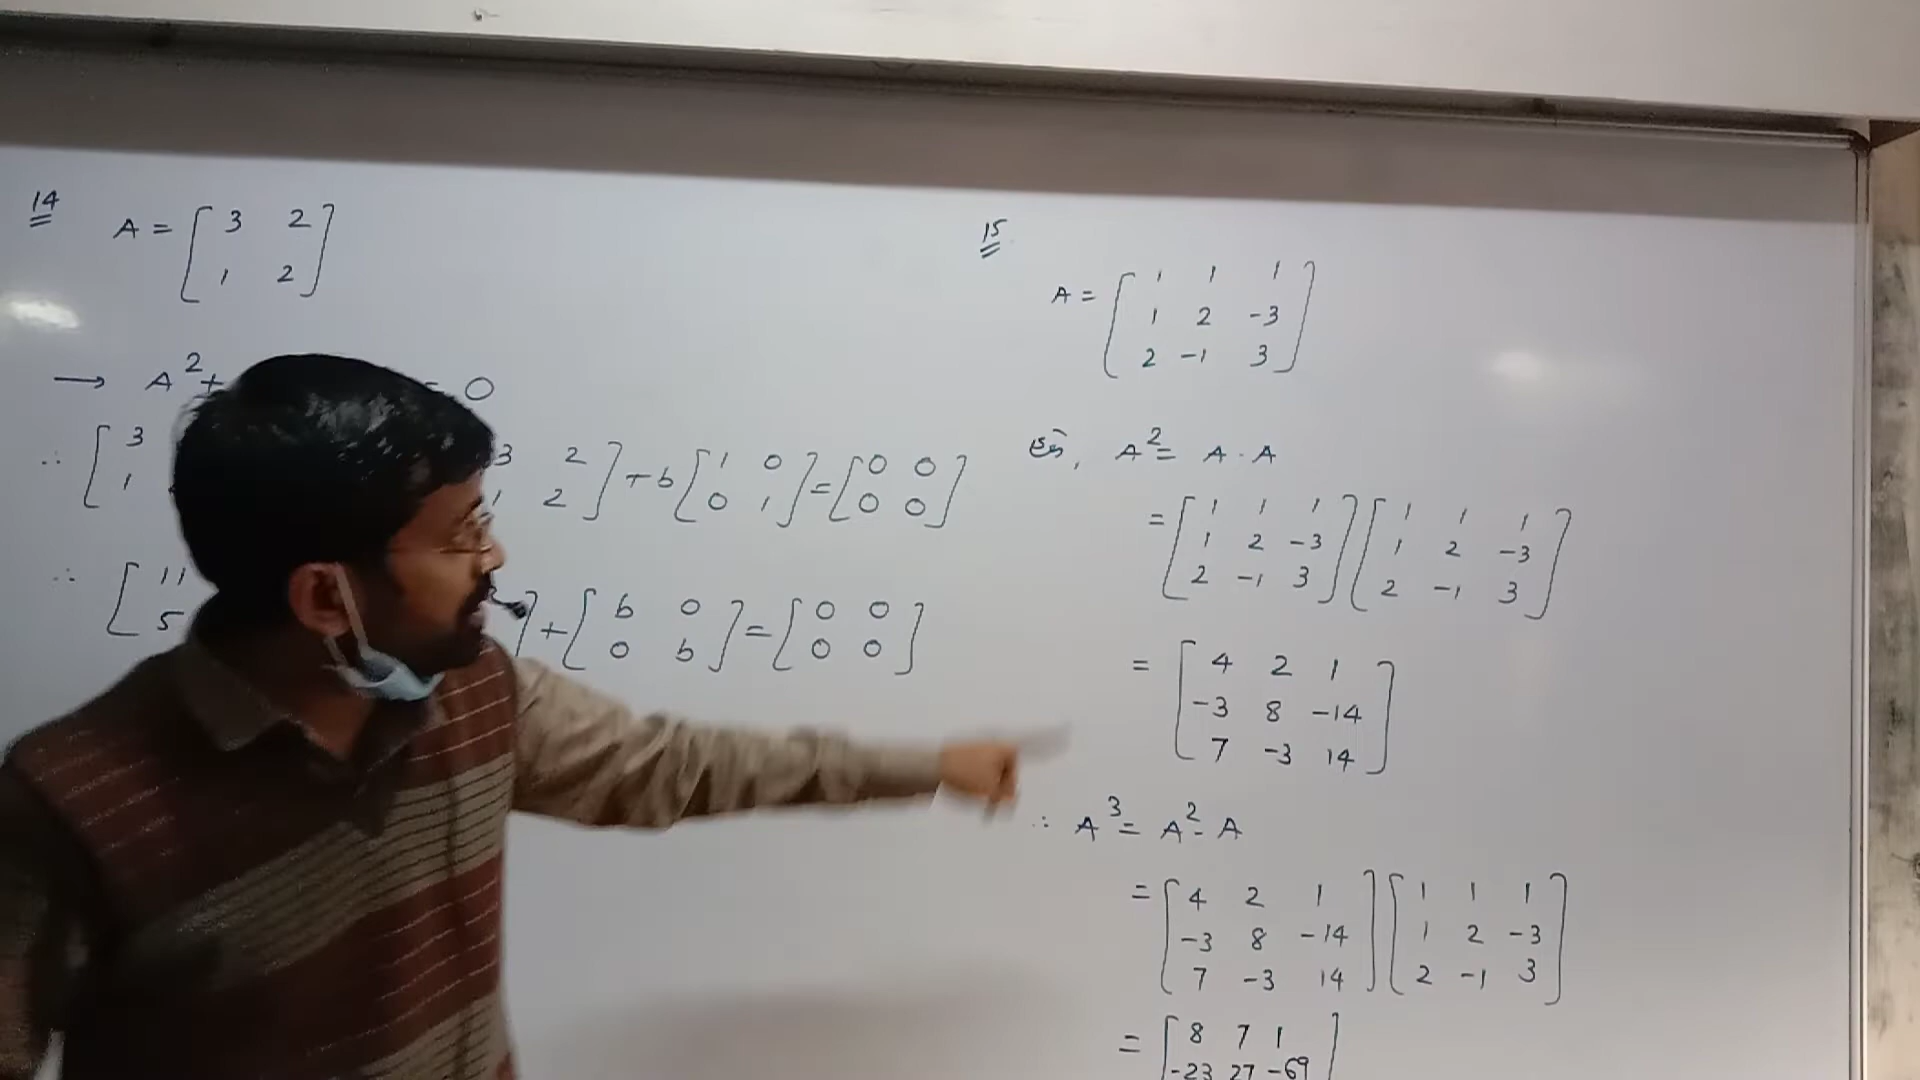 14
A = [ 3 2
1 2 ]
→ A² + = 0
∴ [ 3 3 2 ] + b [ 1 0 ] = [ 0 0 ]
1 1 2 0 1 0 0
∴ [ 11 ] + [ b 0 ] = [ 0 0 ]
5 0 b 0 0
15
A = [ 1 1 1
1 2 -3
2 -1 3 ]
હવે, A² = A · A
= [ 1 1 1 ] [ 1 1 1 ]
1 2 -3 1 2 -3
2 -1 3 2 -1 3
= [ 4 2 1
-3 8 -14
7 -3 14 ]
∴ A³ = A² · A
= [ 4 2 1 ] [ 1 1 1 ]
-3 8 -14 1 2 -3
7 -3 14 2 -1 3
= [ 8 7 1 ]
-23 27 -69